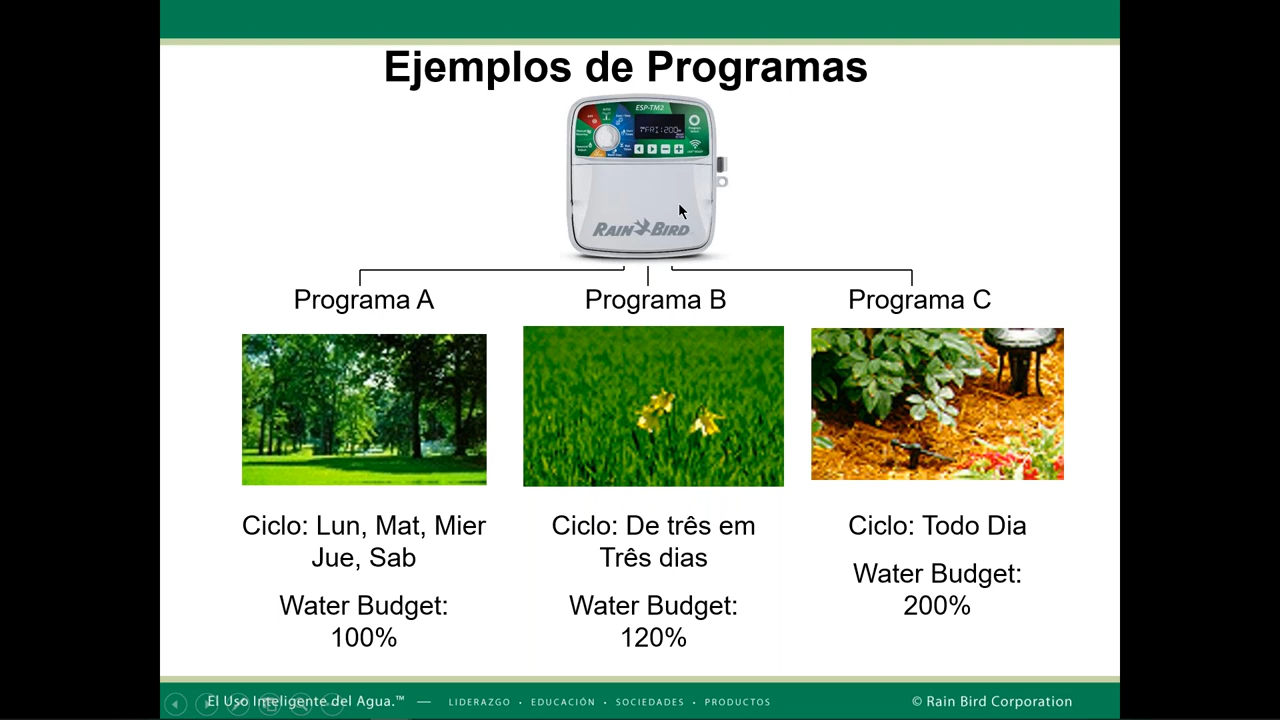 Ejemplos de Programas
ESP-TM2
RAIN BIRD
Programa A
Programa B
Programa C
Ciclo: Lun, Mat, Mier
Jue, Sab
Water Budget:
100%
Ciclo: De três em
Três dias
Water Budget:
120%
Ciclo: Todo Dia
Water Budget:
200%
El Uso Inteligente del Agua.™ — LIDERAZGO • EDUCACIÓN • SOCIEDADES • PRODUCTOS
© Rain Bird Corporation